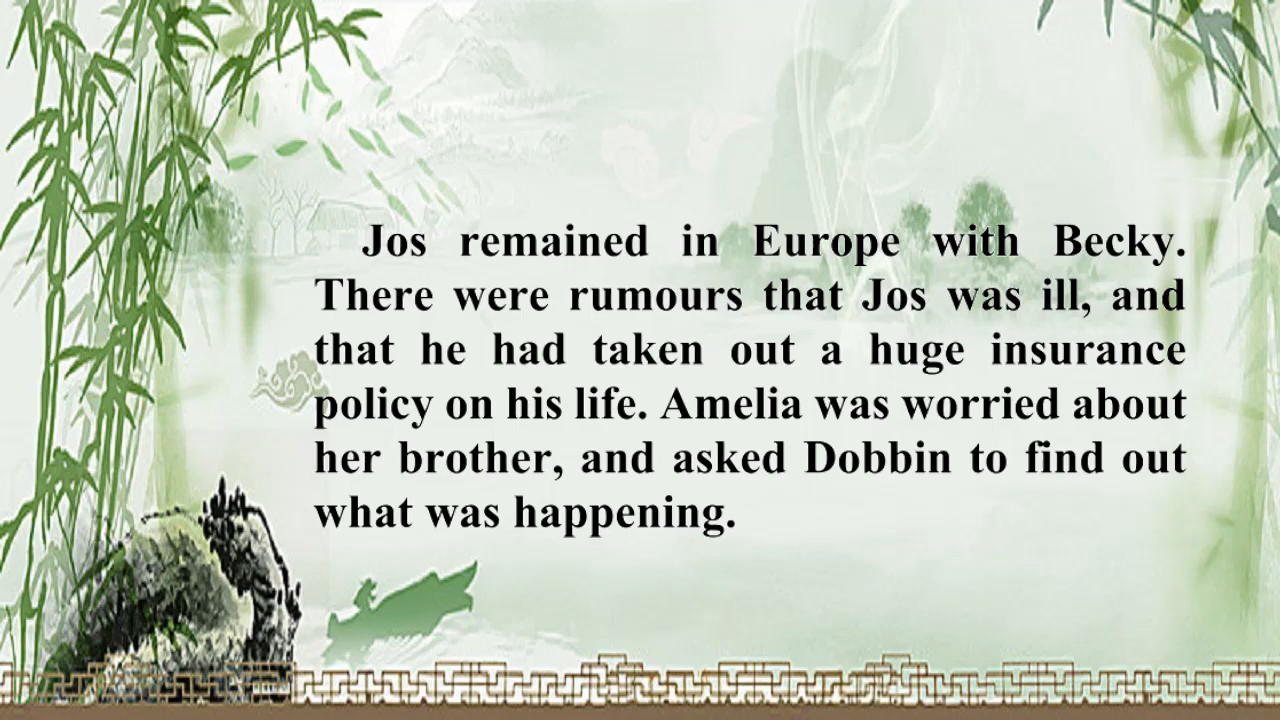 Jos remained in Europe with Becky.
There were rumours that Jos was ill, and
that he had taken out a huge insurance
policy on his life. Amelia was worried about
her brother, and asked Dobbin to find out
what was happening.